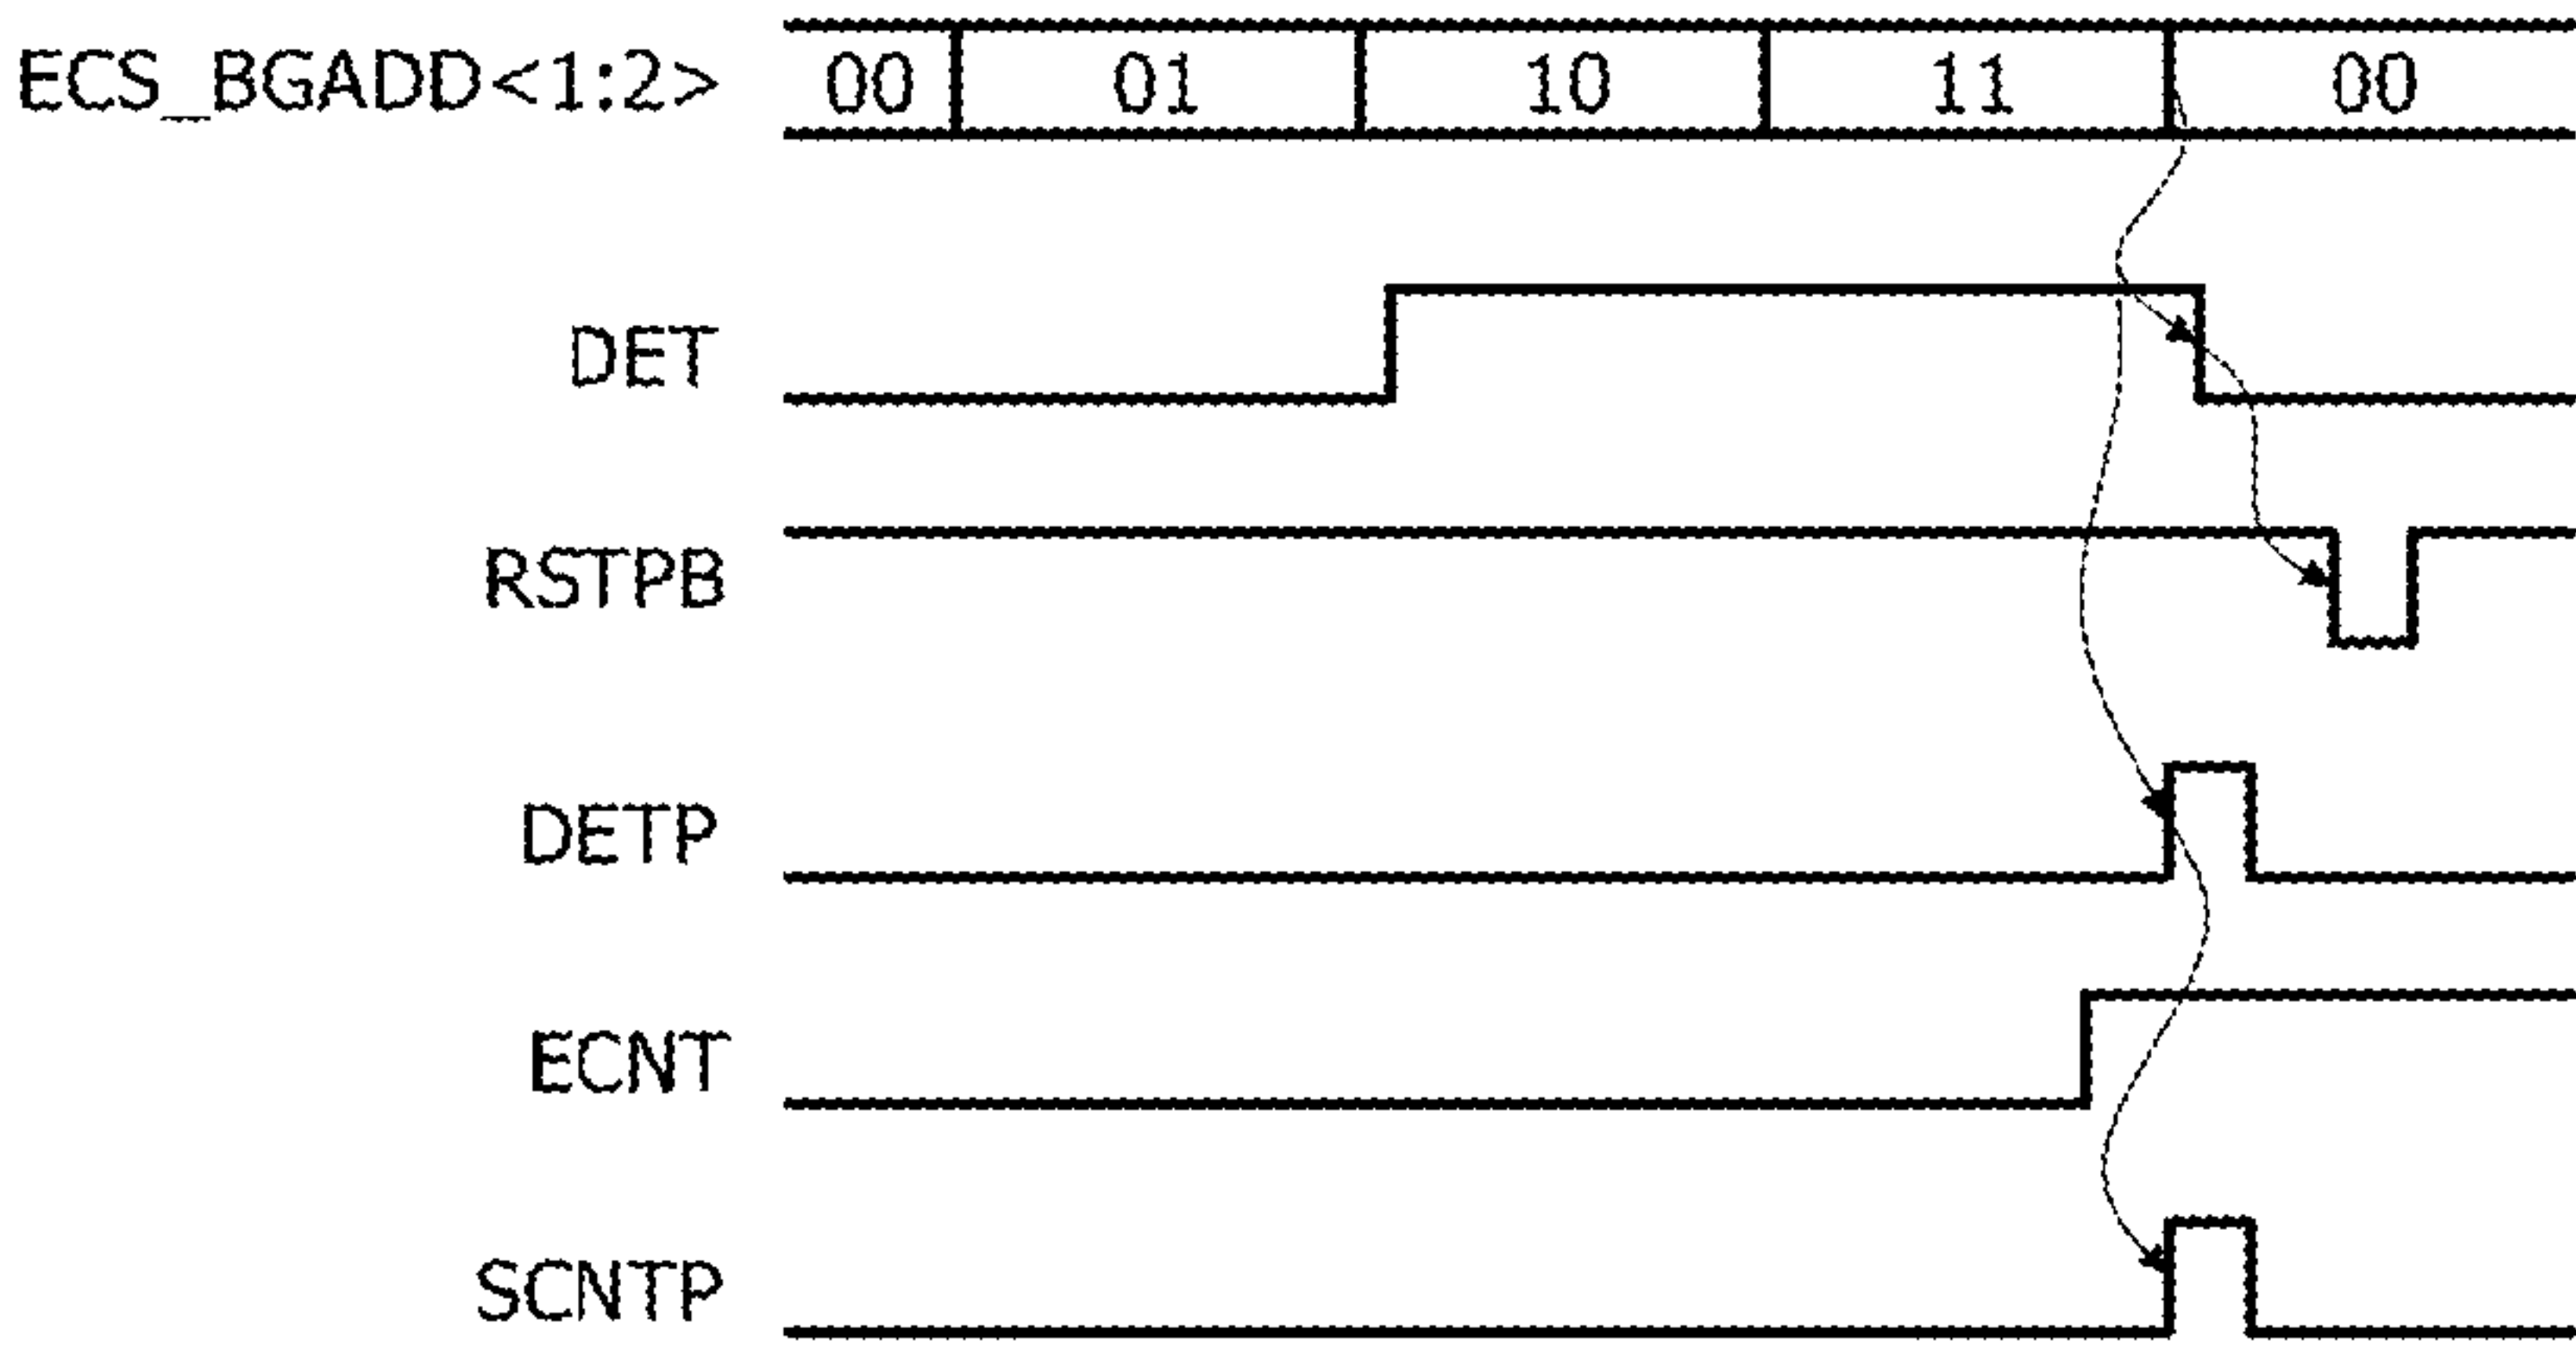 ECS_BGADD<1:2> 00 01 10 11 00
DET
RSTPB
DETP
ECNT
SCNTP